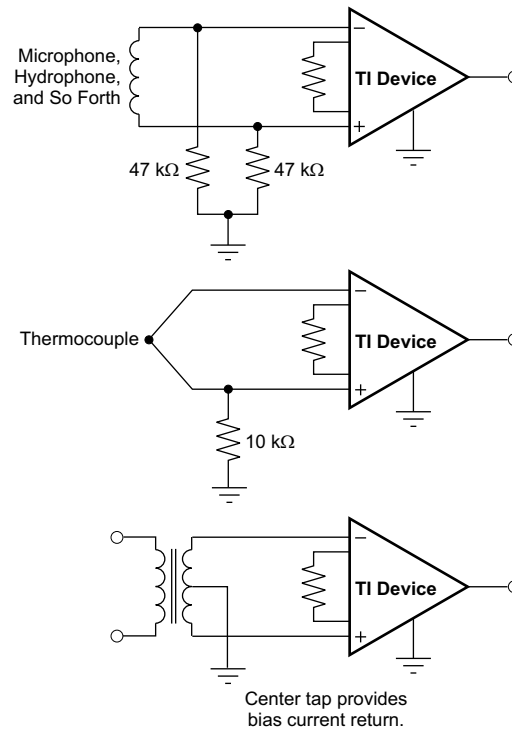 Microphone,
Hydrophone,
and So Forth
−
TI Device
+
47 kΩ
47 kΩ
Thermocouple
−
TI Device
+
10 kΩ
−
TI Device
+
Center tap provides
bias current return.